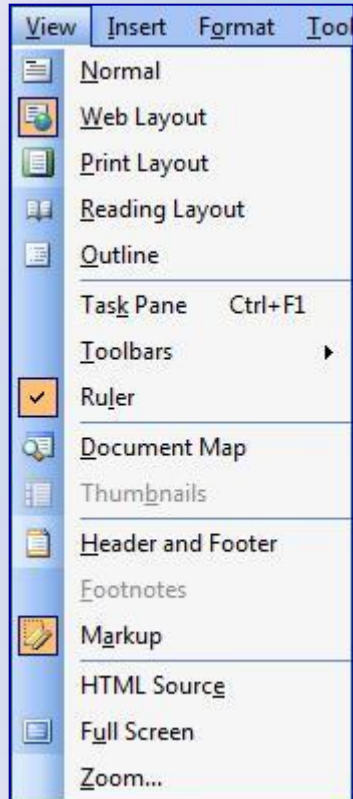 View Insert Format Tool
Normal
Web Layout
Print Layout
Reading Layout
Outline
Task Pane Ctrl+F1
Toolbars
Ruler
Document Map
Thumbnails
Header and Footer
Footnotes
Markup
HTML Source
Full Screen
Zoom...